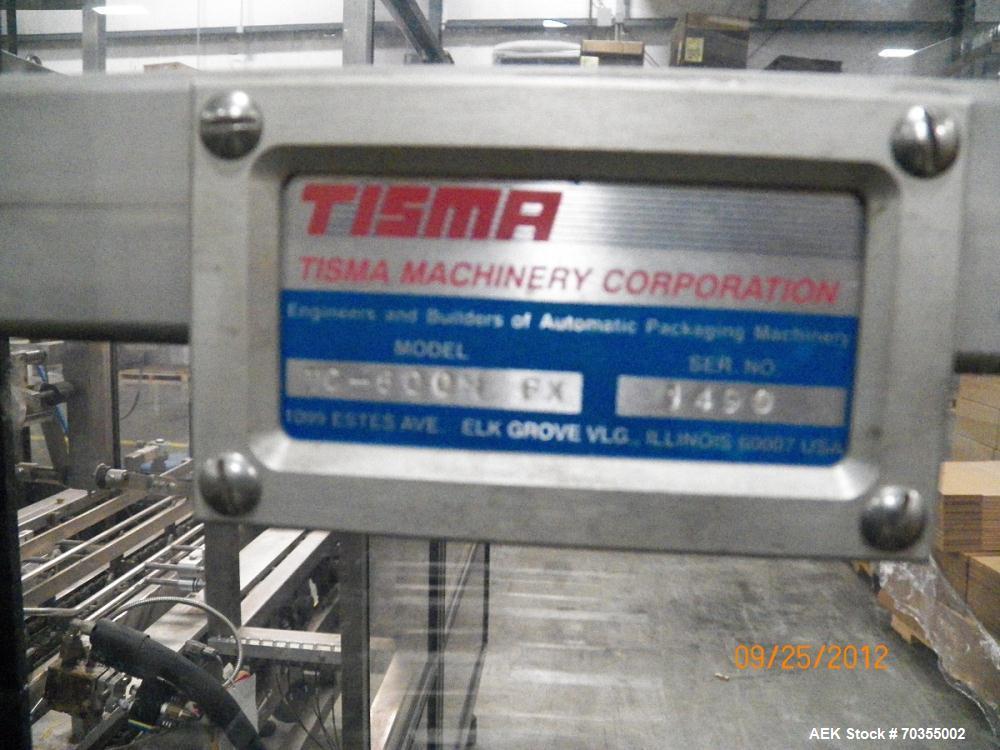 TISMA
TISMA MACHINERY CORPORATION
Engineers and Builders of Automatic Packaging Machinery
MODEL
SER. NO.
1099 ESTES AVE. ELK GROVE VLG., ILLINOIS 60007 USA
09/25/2012
AEK Stock # 70355002